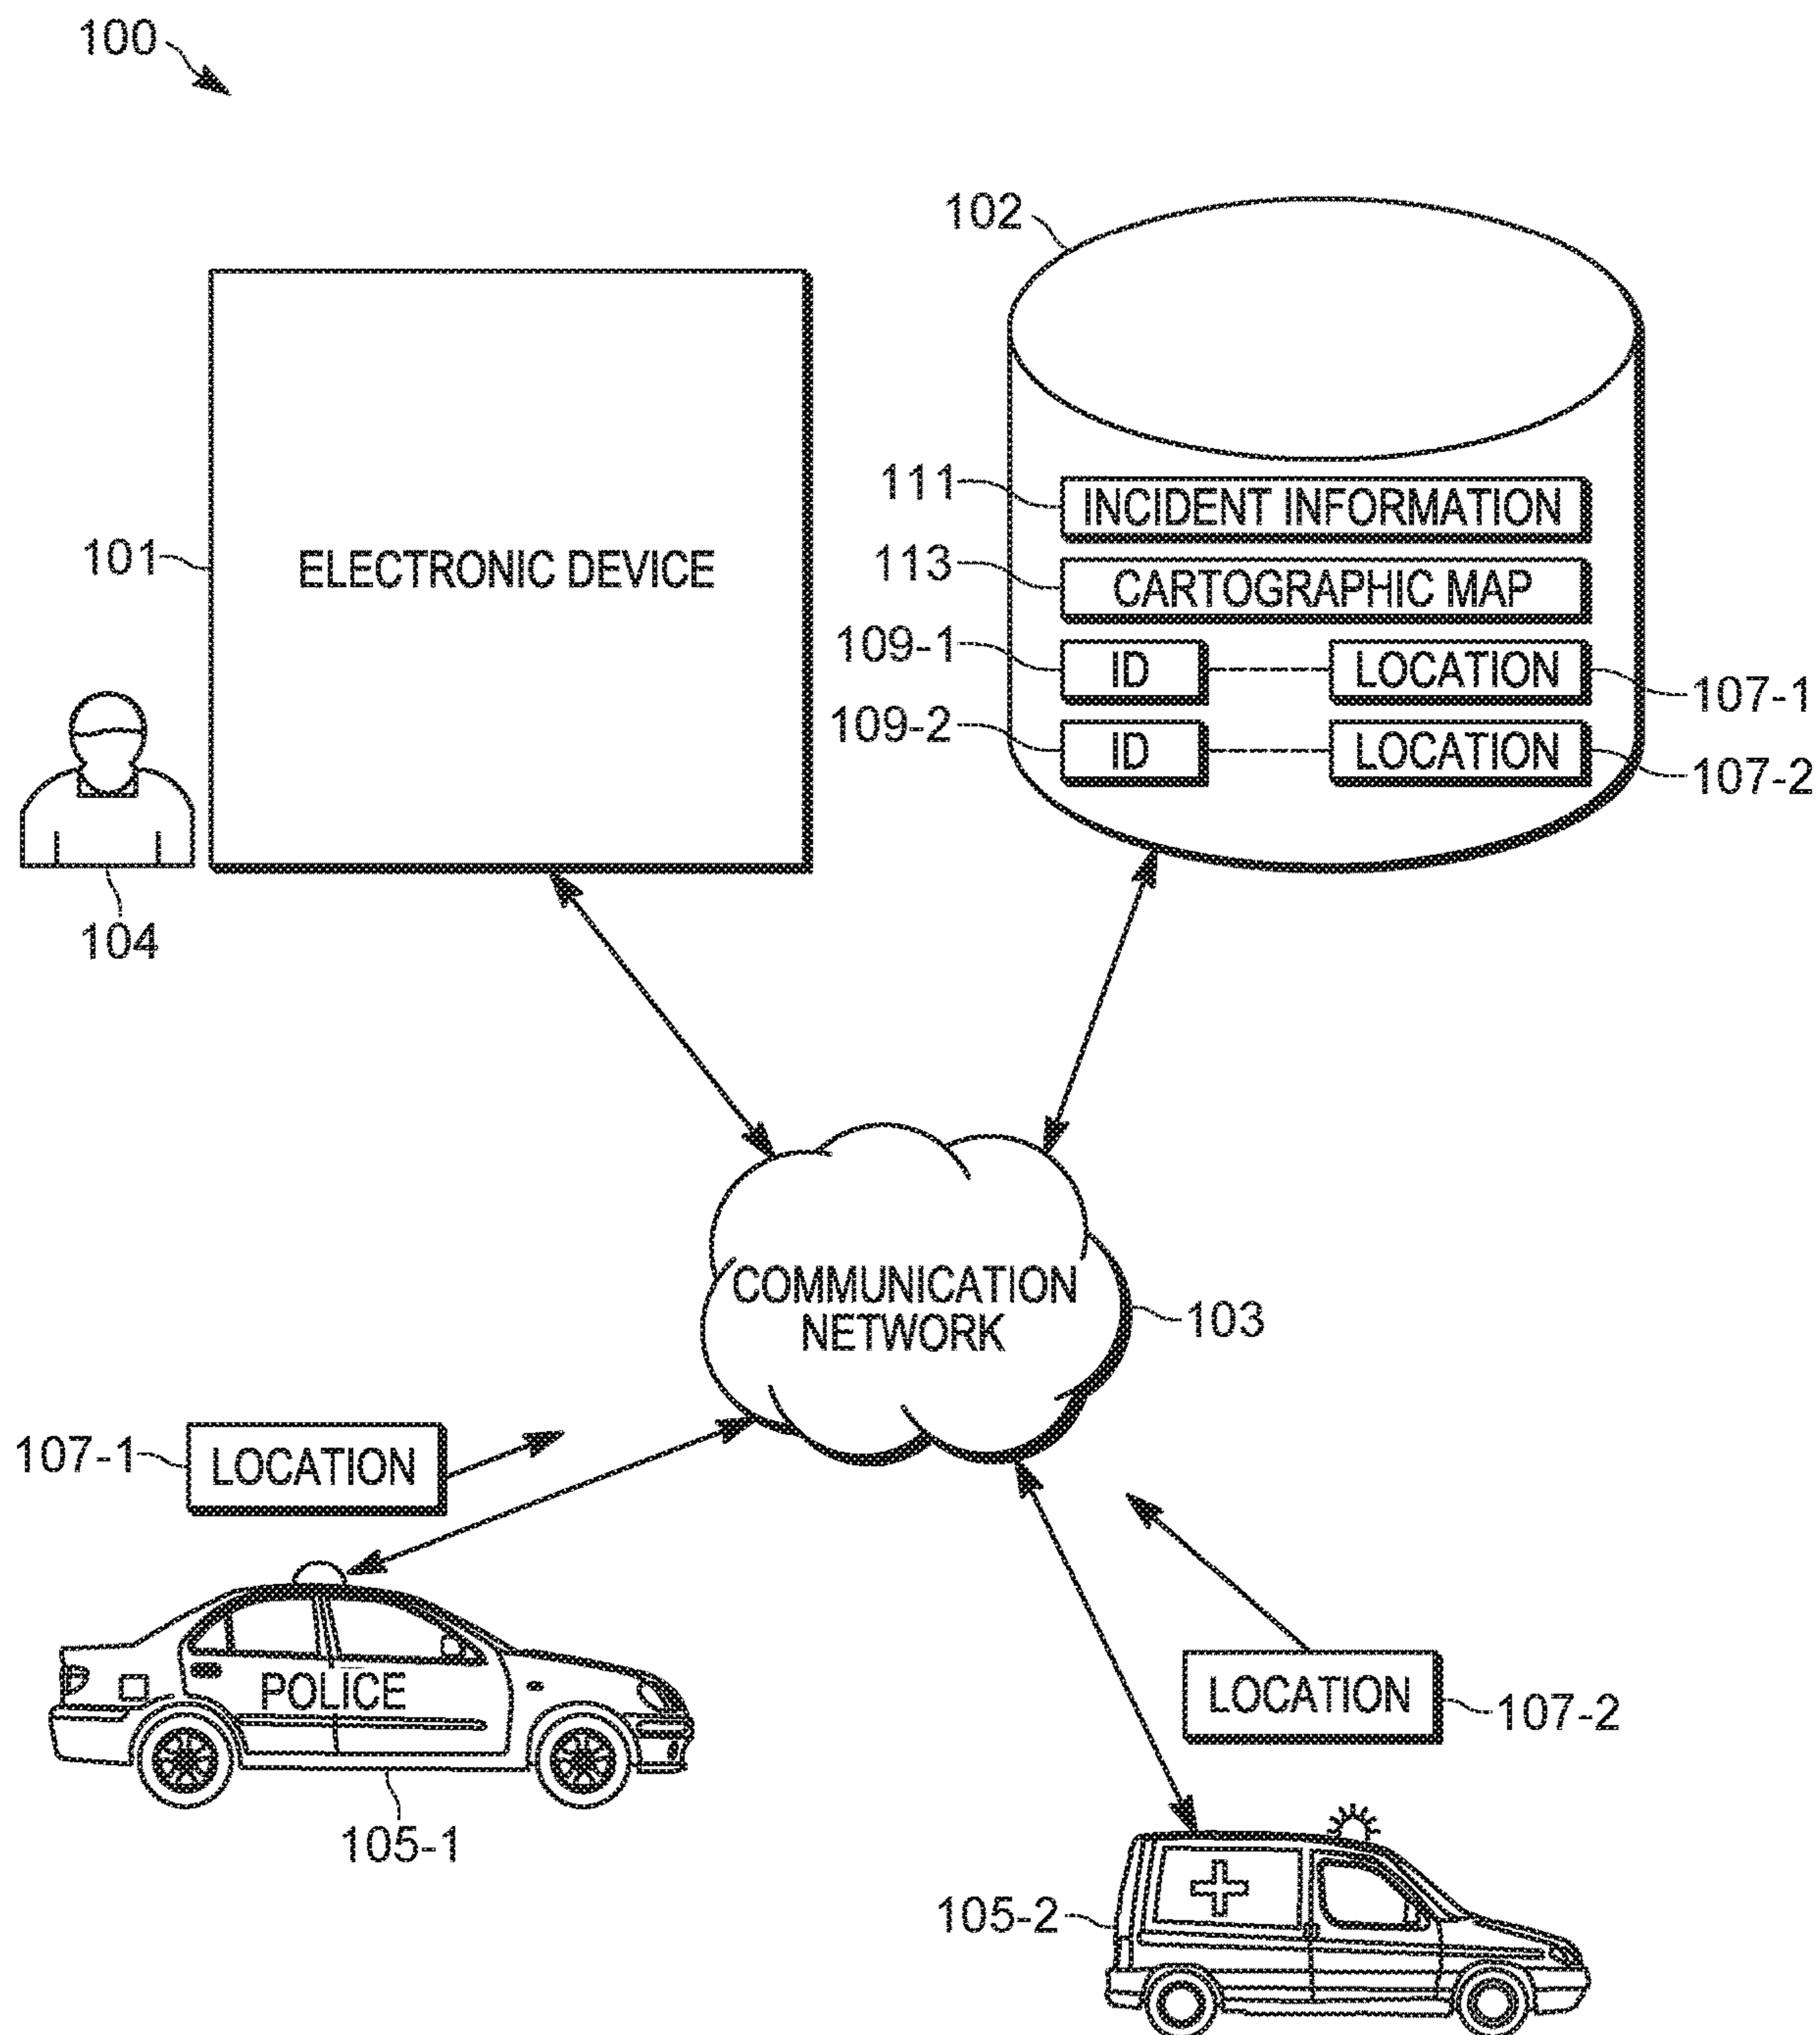 100
102
111
INCIDENT INFORMATION
101
ELECTRONIC DEVICE
113
CARTOGRAPHIC MAP
109-1
ID
LOCATION
107-1
109-2
ID
LOCATION
107-2
104
COMMUNICATION
NETWORK
103
107-1
LOCATION
POLICE
105-1
LOCATION
107-2
105-2